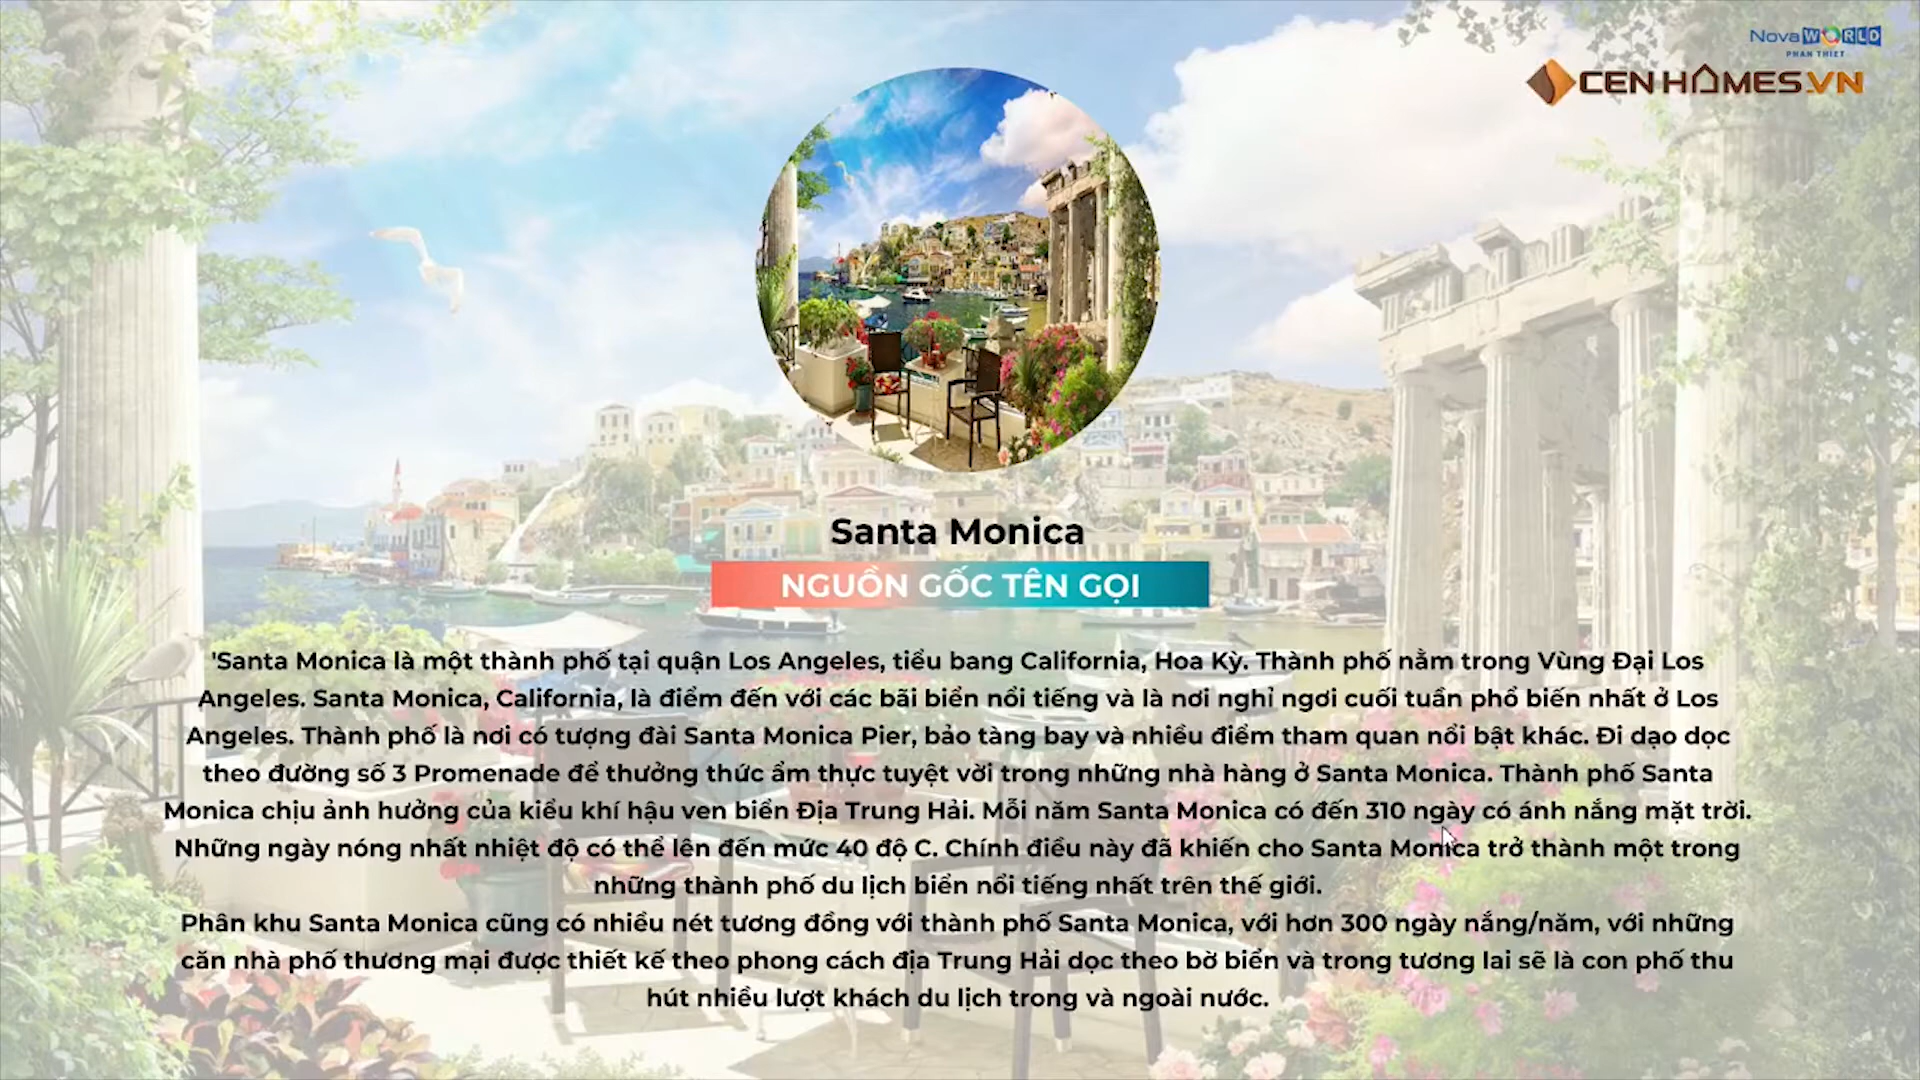 NovaWORLD
PHAN THIET
CENHOMES.VN
Santa Monica
NGUỒN GỐC TÊN GỌI
'Santa Monica là một thành phố tại quận Los Angeles, tiểu bang California, Hoa Kỳ. Thành phố nằm trong Vùng Đại Los
Angeles. Santa Monica, California, là điểm đến với các bãi biển nổi tiếng và là nơi nghỉ ngơi cuối tuần phổ biến nhất ở Los
Angeles. Thành phố là nơi có tượng đài Santa Monica Pier, bảo tàng bay và nhiều điểm tham quan nổi bật khác. Đi dạo dọc
theo đường số 3 Promenade để thưởng thức ẩm thực tuyệt vời trong những nhà hàng ở Santa Monica. Thành phố Santa
Monica chịu ảnh hưởng của kiểu khí hậu ven biển Địa Trung Hải. Mỗi năm Santa Monica có đến 310 ngày có ánh nắng mặt trời.
Những ngày nóng nhất nhiệt độ có thể lên đến mức 40 độ C. Chính điều này đã khiến cho Santa Monica trở thành một trong
những thành phố du lịch biển nổi tiếng nhất trên thế giới.
Phân khu Santa Monica cũng có nhiều nét tương đồng với thành phố Santa Monica, với hơn 300 ngày nắng/năm, với những
căn nhà phố thương mại được thiết kế theo phong cách địa Trung Hải dọc theo bờ biển và trong tương lai sẽ là con phố thu
hút nhiều lượt khách du lịch trong và ngoài nước.